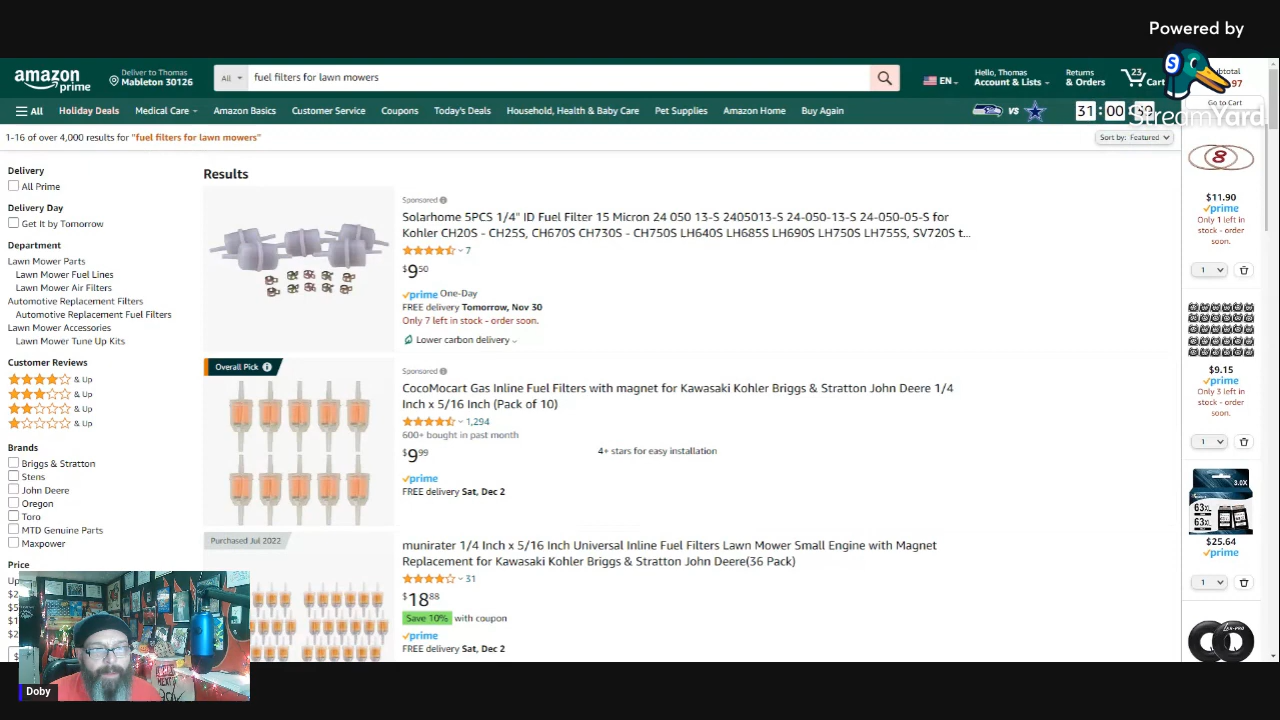 Powered by
StreamYard
amazon prime
Deliver to Thomas
Mableton 30126
All
fuel filters for lawn mowers
EN
Hello, Thomas
Account & Lists
Returns
& Orders
23
Cart
Subtotal
97
Go to Cart
All
Holiday Deals
Medical Care
Amazon Basics
Customer Service
Coupons
Today's Deals
Household, Health & Baby Care
Pet Supplies
Amazon Home
Buy Again
VS
31:00
1-16 of over 4,000 results for "fuel filters for lawn mowers"
Sort by: Featured
Delivery
All Prime
Delivery Day
Get It by Tomorrow
Department
Lawn Mower Parts
Lawn Mower Fuel Lines
Lawn Mower Air Filters
Automotive Replacement Filters
Automotive Replacement Fuel Filters
Lawn Mower Accessories
Lawn Mower Tune Up Kits
Customer Reviews
& Up
& Up
& Up
& Up
Brands
Briggs & Stratton
Stens
John Deere
Oregon
Toro
MTD Genuine Parts
Maxpower
Price
Doby
Results
Sponsored
Solarhome 5PCS 1/4" ID Fuel Filter 15 Micron 24 050 13-S 2405013-S 24-050-13-S 24-050-05-S for
Kohler CH20S - CH25S, CH670S CH730S - CH750S LH640S LH685S LH690S LH750S LH755S, SV720S t...
7
$9.50
prime One-Day
FREE delivery Tomorrow, Nov 30
Only 7 left in stock - order soon.
Lower carbon delivery
Overall Pick
Sponsored
CocoMocart Gas Inline Fuel Filters with magnet for Kawasaki Kohler Briggs & Stratton John Deere 1/4
Inch x 5/16 Inch (Pack of 10)
1,294
600+ bought in past month
$9.99
4+ stars for easy installation
prime
FREE delivery Sat, Dec 2
Purchased Jul 2022
munirater 1/4 Inch x 5/16 Inch Universal Inline Fuel Filters Lawn Mower Small Engine with Magnet
Replacement for Kawasaki Kohler Briggs & Stratton John Deere(36 Pack)
31
$18.88
Save 10% with coupon
prime
FREE delivery Sat, Dec 2
8
$11.90
prime
Only 1 left in
stock - order
soon.
1
$9.15
prime
Only 3 left in
stock - order
soon.
1
3.0X
63XL
63XL
$25.64
prime
1